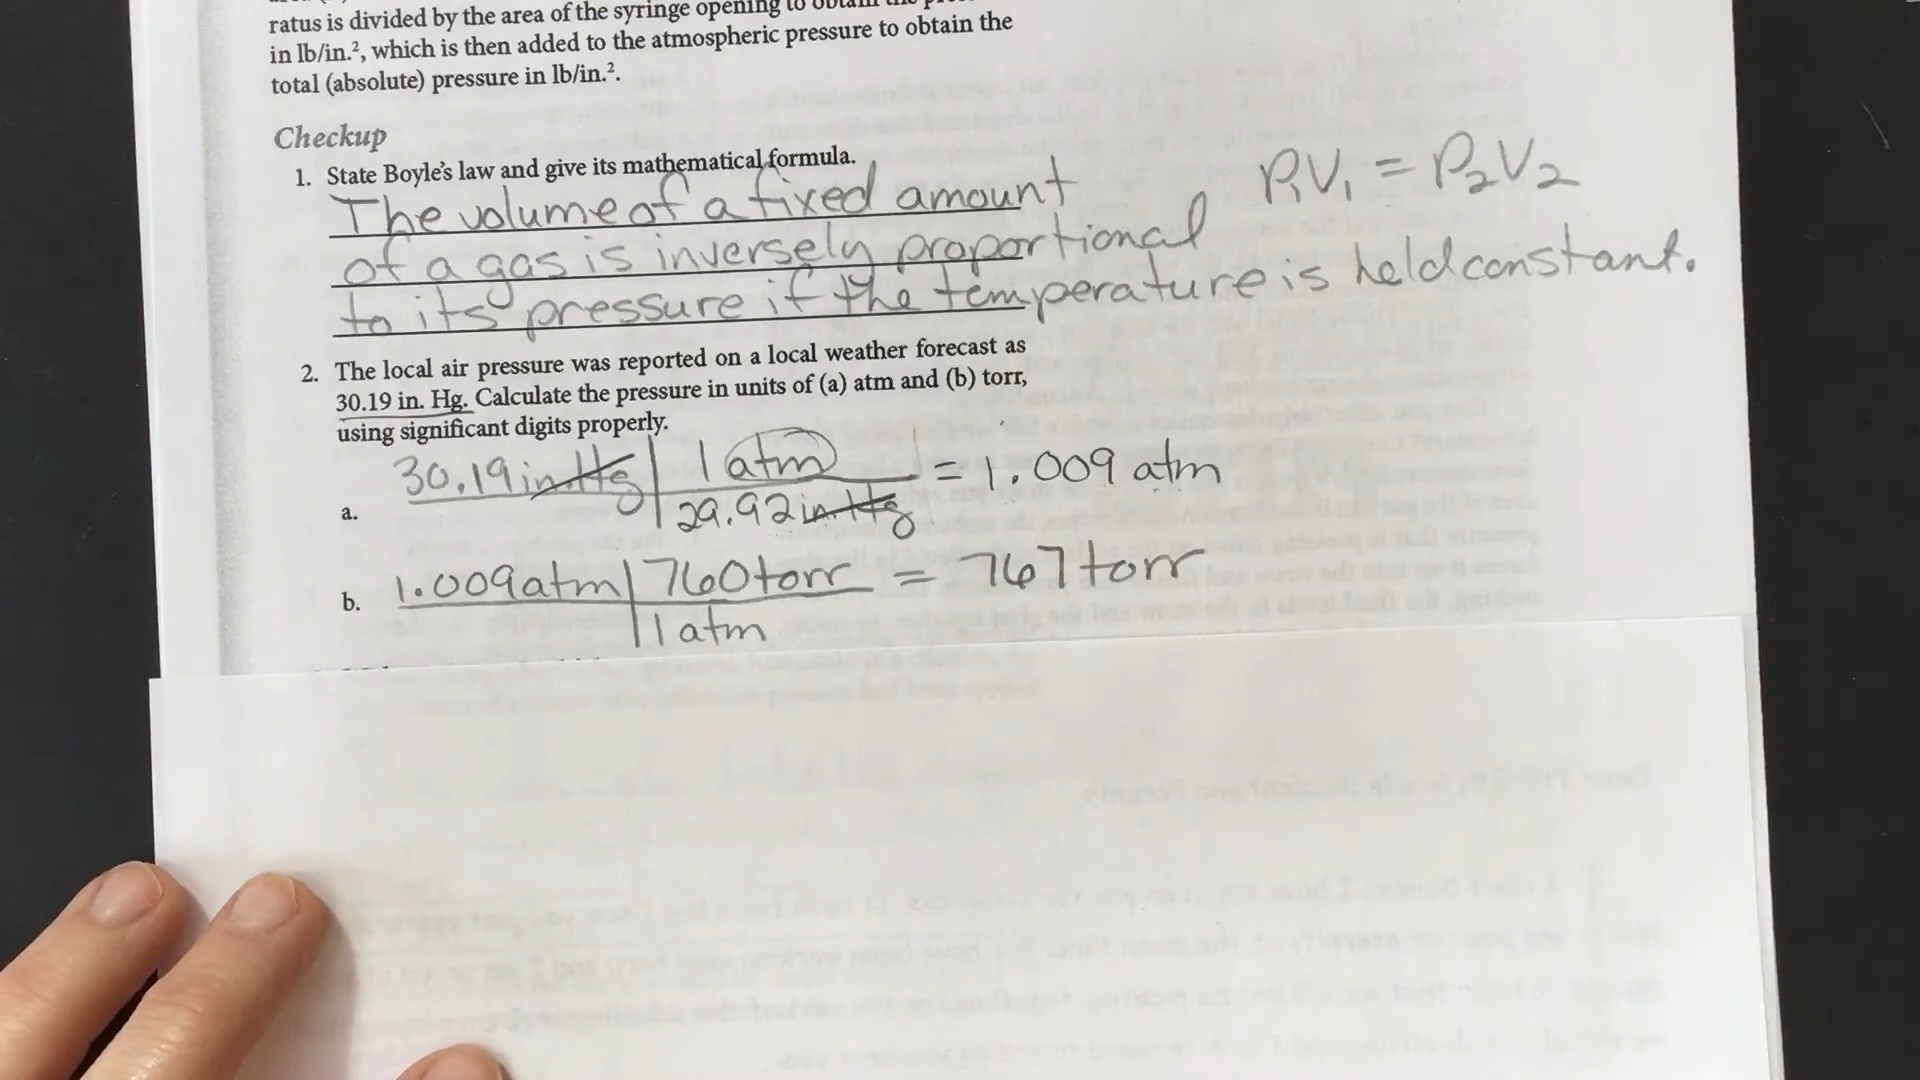 ratus is divided by the area of the syringe opening to obtain the
in lb/in.², which is then added to the atmospheric pressure to obtain the
total (absolute) pressure in lb/in.².
Checkup
1. State Boyle's law and give its mathematical formula.
P₁V₁ = P₂V₂
The volume of a fixed amount
of a gas is inversely proportional
to its pressure if the temperature is held constant.
2. The local air pressure was reported on a local weather forecast as
30.19 in. Hg. Calculate the pressure in units of (a) atm and (b) torr,
using significant digits properly.
30.19 in Hg | 1 atm = 1.009 atm
a. 29.92 in Hg
b. 1.009 atm | 760 torr = 767 torr
1 atm